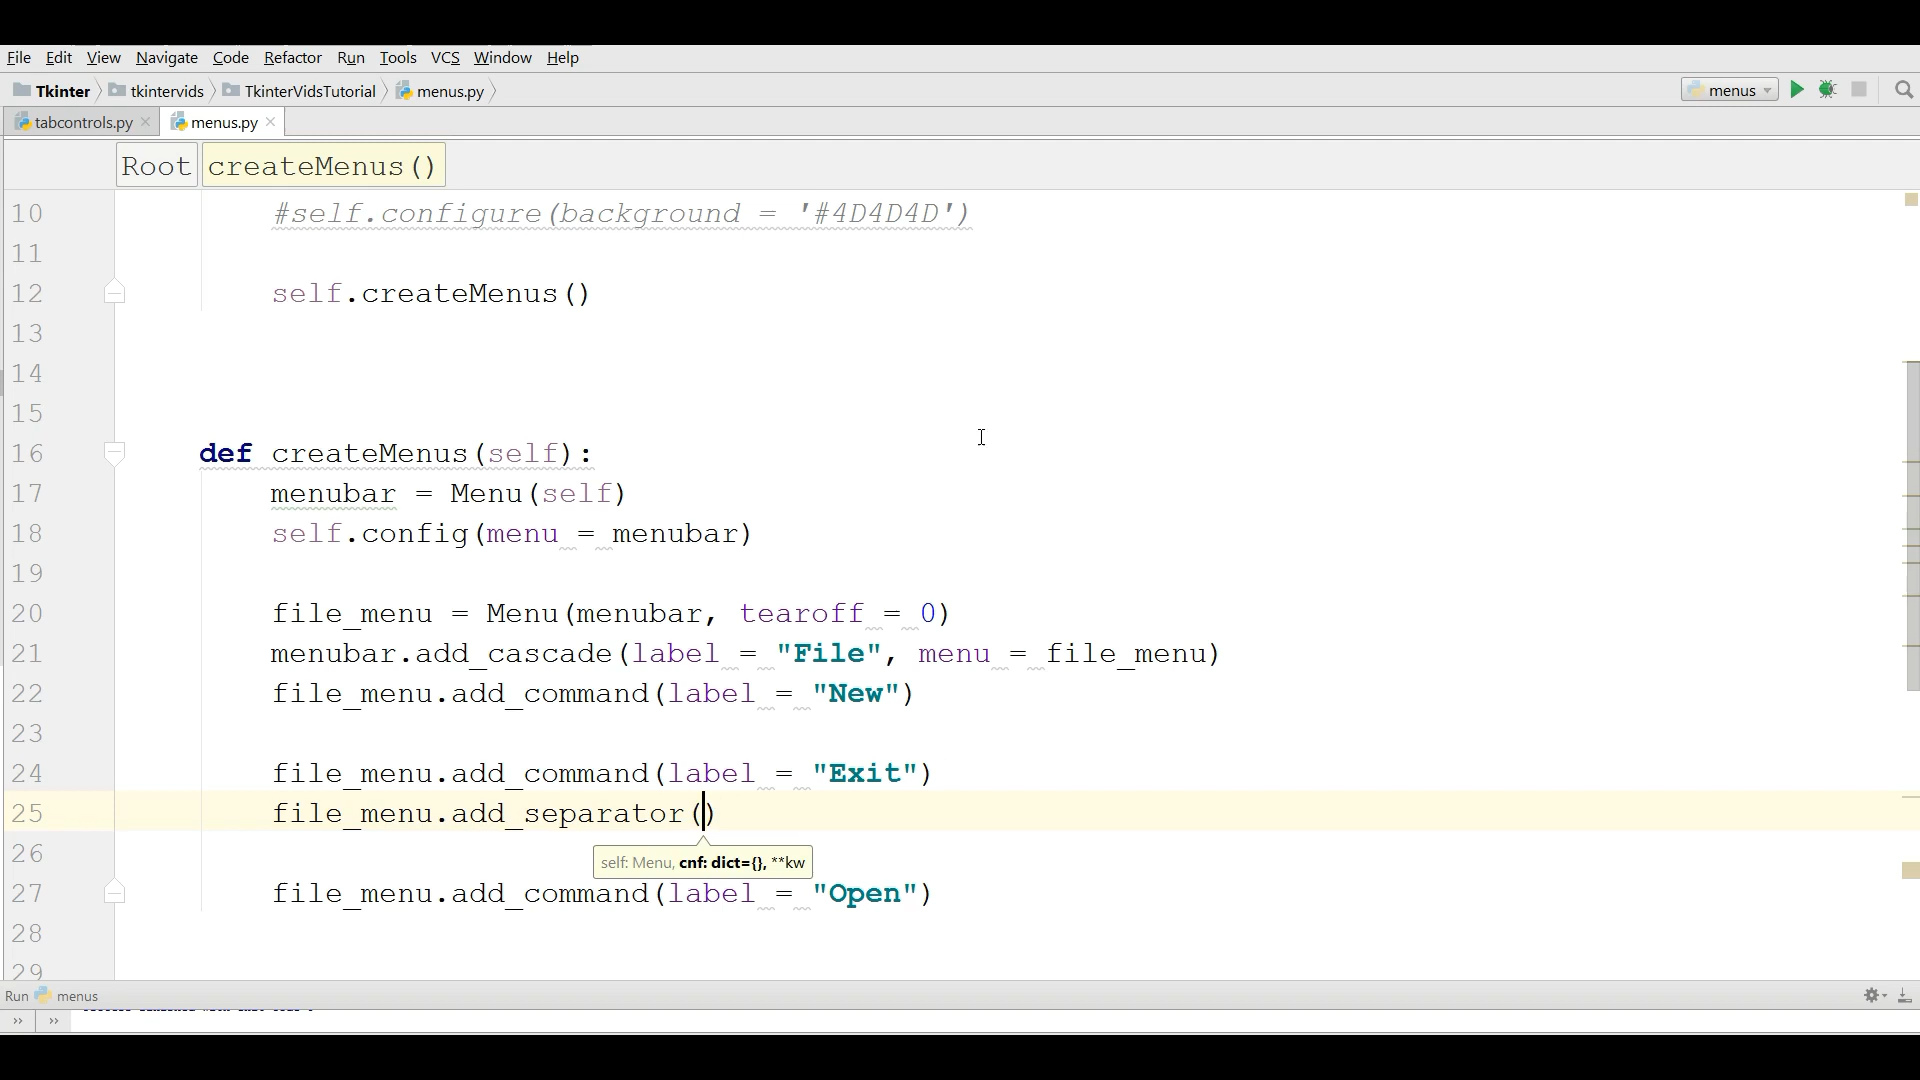 File Edit View Navigate Code Refactor Run Tools VCS Window Help
Tkinter tkintervids TkinterVidsTutorial menus.py menus
tabcontrols.py menus.py
Root createMenus()
10 #self.configure(background = '#4D4D4D')
11
12 self.createMenus()
13
14
15
16 def createMenus(self):
17 menubar = Menu(self)
18 self.config(menu = menubar)
19
20 file_menu = Menu(menubar, tearoff = 0)
21 menubar.add_cascade(label = "File", menu = file_menu)
22 file_menu.add_command(label = "New")
23
24 file_menu.add_command(label = "Exit")
25 file_menu.add_separator()
26
self: Menu, cnf: dict={}, **kw
27 file_menu.add_command(label = "Open")
28
29
Run menus